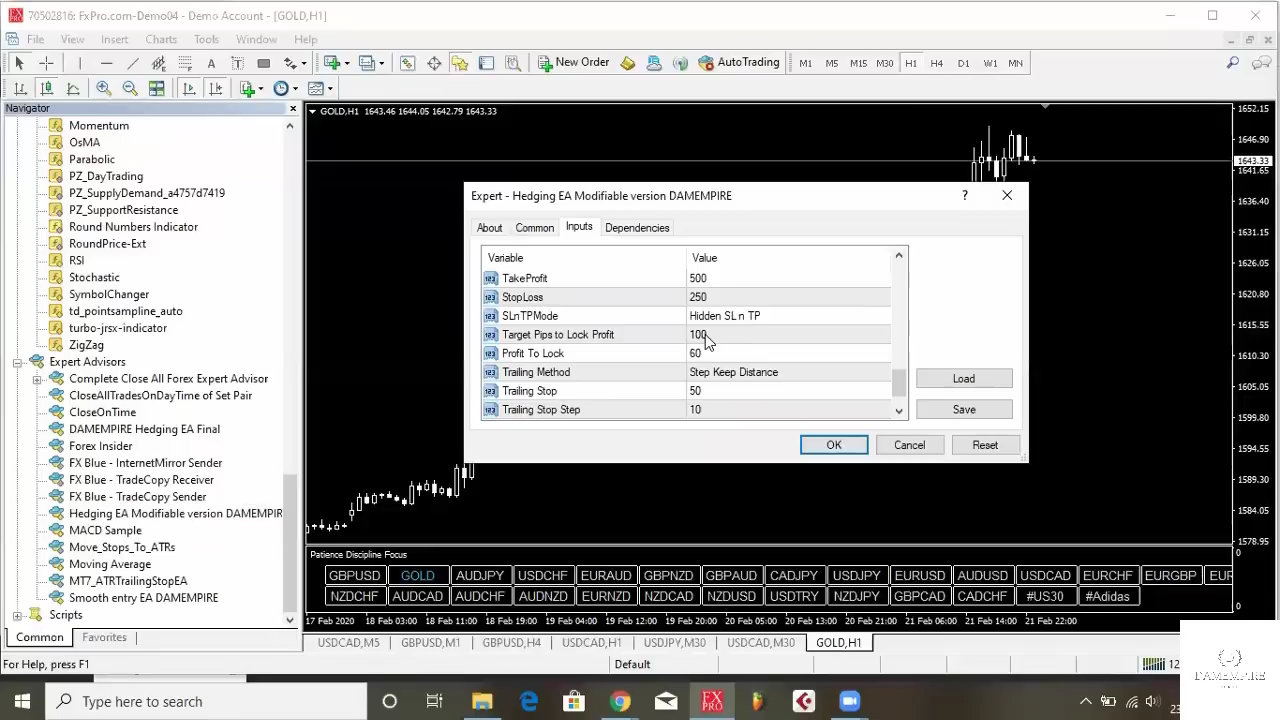 70502816: FxPro.com-Demo04 - Demo Account - [GOLD,H1]
File View Insert Charts Tools Window Help
New Order AutoTrading M1 M5 M15 M30 H1 H4 D1 W1 MN
Navigator
Momentum
OsMA
Parabolic
PZ_DayTrading
PZ_SupplyDemand_a4757d7419
PZ_SupportResistance
Round Numbers Indicator
RoundPrice-Ext
RSI
Stochastic
SymbolChanger
td_pointsampline_auto
turbo-jrsx-indicator
ZigZag
Expert Advisors
Complete Close All Forex Expert Advisor
CloseAllTradesOnDayTime of Set Pair
CloseOnTime
DAMEMPIRE Hedging EA Final
Forex Insider
FX Blue - InternetMirror Sender
FX Blue - TradeCopy Receiver
FX Blue - TradeCopy Sender
Hedging EA Modifiable version DAMEMPIR
MACD Sample
Move_Stops_To_ATRs
Moving Average
MT7_ATRTrailingStopEA
Smooth entry EA DAMEMPIRE
Scripts
Common Favorites
GOLD,H1 1643.46 1644.05 1642.79 1643.33
Expert - Hedging EA Modifiable version DAMEMPIRE
? 
About Common Inputs Dependencies
Variable Value
TakeProfit 500
StopLoss 250
SLnTPMode Hidden SL n TP
Target Pips to Lock Profit 100
Profit To Lock 60
Trailing Method Step Keep Distance
Trailing Stop 50
Trailing Stop Step 10
Load
Save
OK Cancel Reset
1652.15
1646.90
1643.33
1641.65
1636.40
1631.15
1626.05
1620.80
1615.55
1610.30
1605.05
1599.80
1594.55
1589.30
1584.05
1578.95
0
0
Patience Discipline Focus
GBPUSD GOLD AUDJPY USDCHF EURAUD GBPNZD GBPAUD CADJPY USDJPY EURUSD AUDUSD USDCAD EURCHF EURGBP EUR
NZDCHF AUDCAD AUDCHF AUDNZD EURNZD NZDCAD NZDUSD USDTRY NZDJPY GBPCAD CADCHF #US30 #Adidas
17 Feb 2020 18 Feb 03:00 18 Feb 11:00 18 Feb 19:00 19 Feb 04:00 19 Feb 12:00 19 Feb 20:00 20 Feb 05:00 20 Feb 13:00 20 Feb 21:00 21 Feb 06:00 21 Feb 14:00 21 Feb 22:00
USDCAD,M5 GBPUSD,M1 GBPUSD,H4 USDCAD,H1 USDJPY,M30 USDCAD,M30 GOLD,H1
For Help, press F1 Default 12
Type here to search
FX PRO
DAMEMPIRE